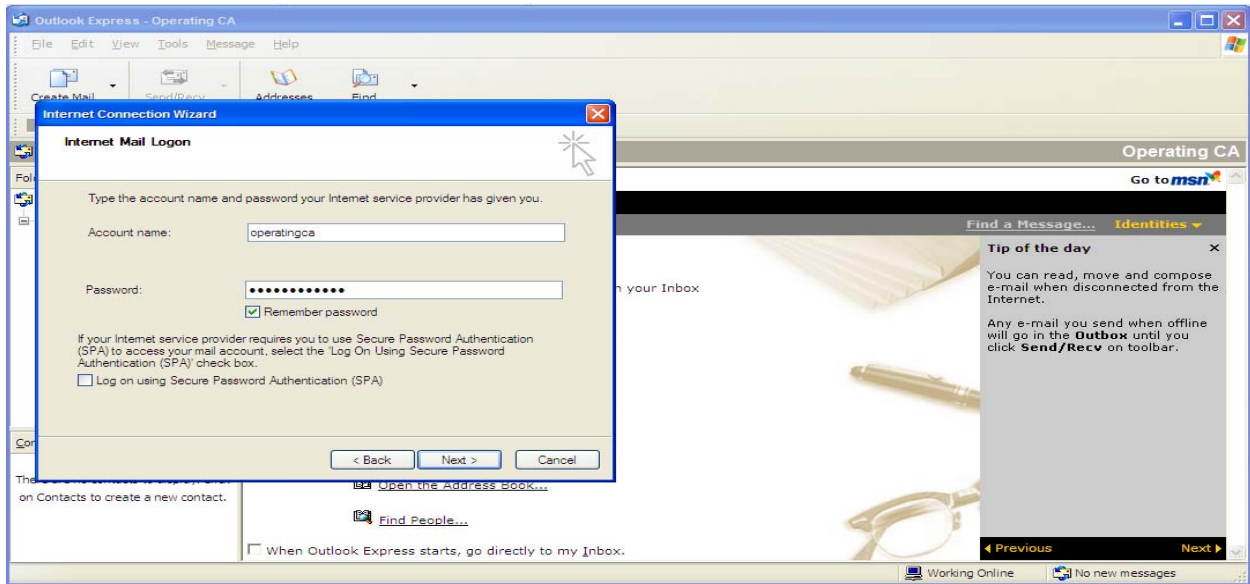 Outlook Express - Operating CA
File Edit View Tools Message Help
Create Mail Send/Recv Addresses Find
Internet Connection Wizard
Operating CA
Internet Mail Logon
Go to msn
Type the account name and password your Internet service provider has given you.
Find a Message... Identities
Account name: operatingca
Password: ●●●●●●●●●●●●
Remember password
If your Internet service provider requires you to use Secure Password Authentication
(SPA) to access your mail account, select the 'Log On Using Secure Password
Authentication (SPA)' check box.
Log on using Secure Password Authentication (SPA)
< Back Next > Cancel
your Inbox
Tip of the day
You can read, move and compose
e-mail when disconnected from the
Internet.
Any e-mail you send when offline
will go in the Outbox until you
click Send/Recv on toolbar.
on Contacts to create a new contact.
Open the Address Book...
Find People...
When Outlook Express starts, go directly to my Inbox.
Previous Next
Working Online No new messages